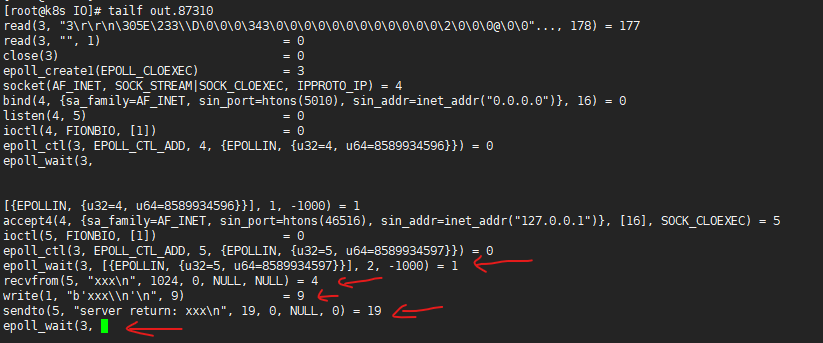 [root@k8s IO]# tailf out.87310
read(3, "3\r\r\n\305E\233\\D\0\0\0\343\0\0\0\0\0\0\0\0\0\0\0\0\2\0\0\0@\0\0"..., 178) = 177
read(3, "", 1)                           = 0
close(3)                                = 0
epoll_create1(EPOLL_CLOEXEC)            = 3
socket(AF_INET, SOCK_STREAM|SOCK_CLOEXEC, IPPROTO_IP) = 4
bind(4, {sa_family=AF_INET, sin_port=htons(5010), sin_addr=inet_addr("0.0.0.0")}, 16) = 0
listen(4, 5)                            = 0
ioctl(4, FIONBIO, [1])                  = 0
epoll_ctl(3, EPOLL_CTL_ADD, 4, {EPOLLIN, {u32=4, u64=8589934596}}) = 0
epoll_wait(3,
[{EPOLLIN, {u32=4, u64=8589934596}}], 1, -1000) = 1
accept4(4, {sa_family=AF_INET, sin_port=htons(46516), sin_addr=inet_addr("127.0.0.1")}, [16], SOCK_CLOEXEC) = 5
ioctl(5, FIONBIO, [1])                  = 0
epoll_ctl(3, EPOLL_CTL_ADD, 5, {EPOLLIN, {u32=5, u64=8589934597}}) = 0
epoll_wait(3, [{EPOLLIN, {u32=5, u64=8589934597}}], 2, -1000) = 1
recvfrom(5, "xxx\n", 1024, 0, NULL, NULL) = 4
write(1, "b'xxx\\n'\n", 9)              = 9
sendto(5, "server return: xxx\n", 19, 0, NULL, 0) = 19
epoll_wait(3,